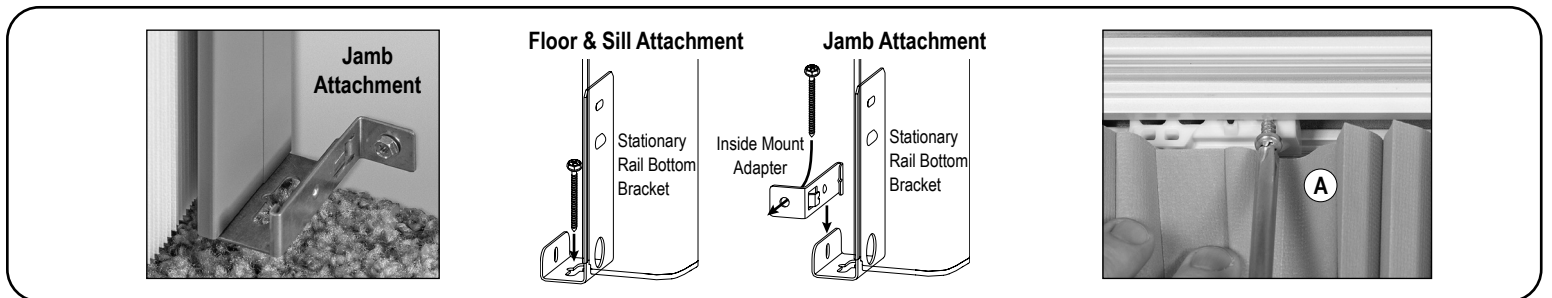 Jamb
Attachment
Floor & Sill Attachment
Stationary
Rail Bottom
Bracket
Jamb Attachment
Inside Mount
Adapter
Stationary
Rail Bottom
Bracket
A